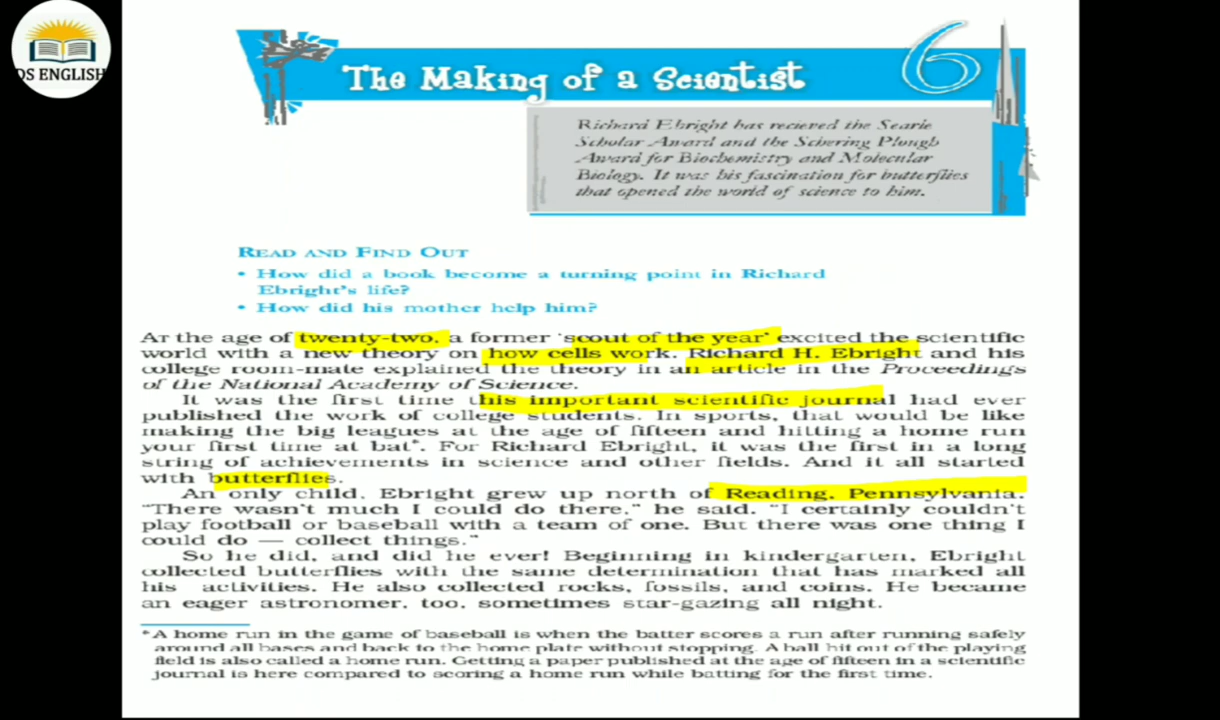 DS ENGLISH
6
The Making of a Scientist
Richard Ebright has recieved the Searle
Scholar Award and the Schering Plough
Award for Biochemistry and Molecular
Biology. It was his fascination for butterflies
that opened the world of science to him.
READ AND FIND OUT
• How did a book become a turning point in Richard
Ebright's life?
• How did his mother help him?
AT the age of twenty-two, a former 'scout of the year' excited the scientific
world with a new theory on how cells work. Richard H. Ebright and his
college room-mate explained the theory in an article in the Proceedings
of the National Academy of Science.
It was the first time this important scientific journal had ever
published the work of college students. In sports, that would be like
making the big leagues at the age of fifteen and hitting a home run
your first time at bat*. For Richard Ebright, it was the first in a long
string of achievements in science and other fields. And it all started
with butterflies.
An only child, Ebright grew up north of Reading, Pennsylvania.
"There wasn't much I could do there," he said. "I certainly couldn't
play football or baseball with a team of one. But there was one thing I
could do — collect things."
So he did, and did he ever! Beginning in kindergarten, Ebright
collected butterflies with the same determination that has marked all
his activities. He also collected rocks, fossils, and coins. He became
an eager astronomer, too, sometimes star-gazing all night.
*A home run in the game of baseball is when the batter scores a run after running safely
around all bases and back to the home plate without stopping. A ball hit out of the playing
field is also called a home run. Getting a paper published at the age of fifteen in a scientific
journal is here compared to scoring a home run while batting for the first time.